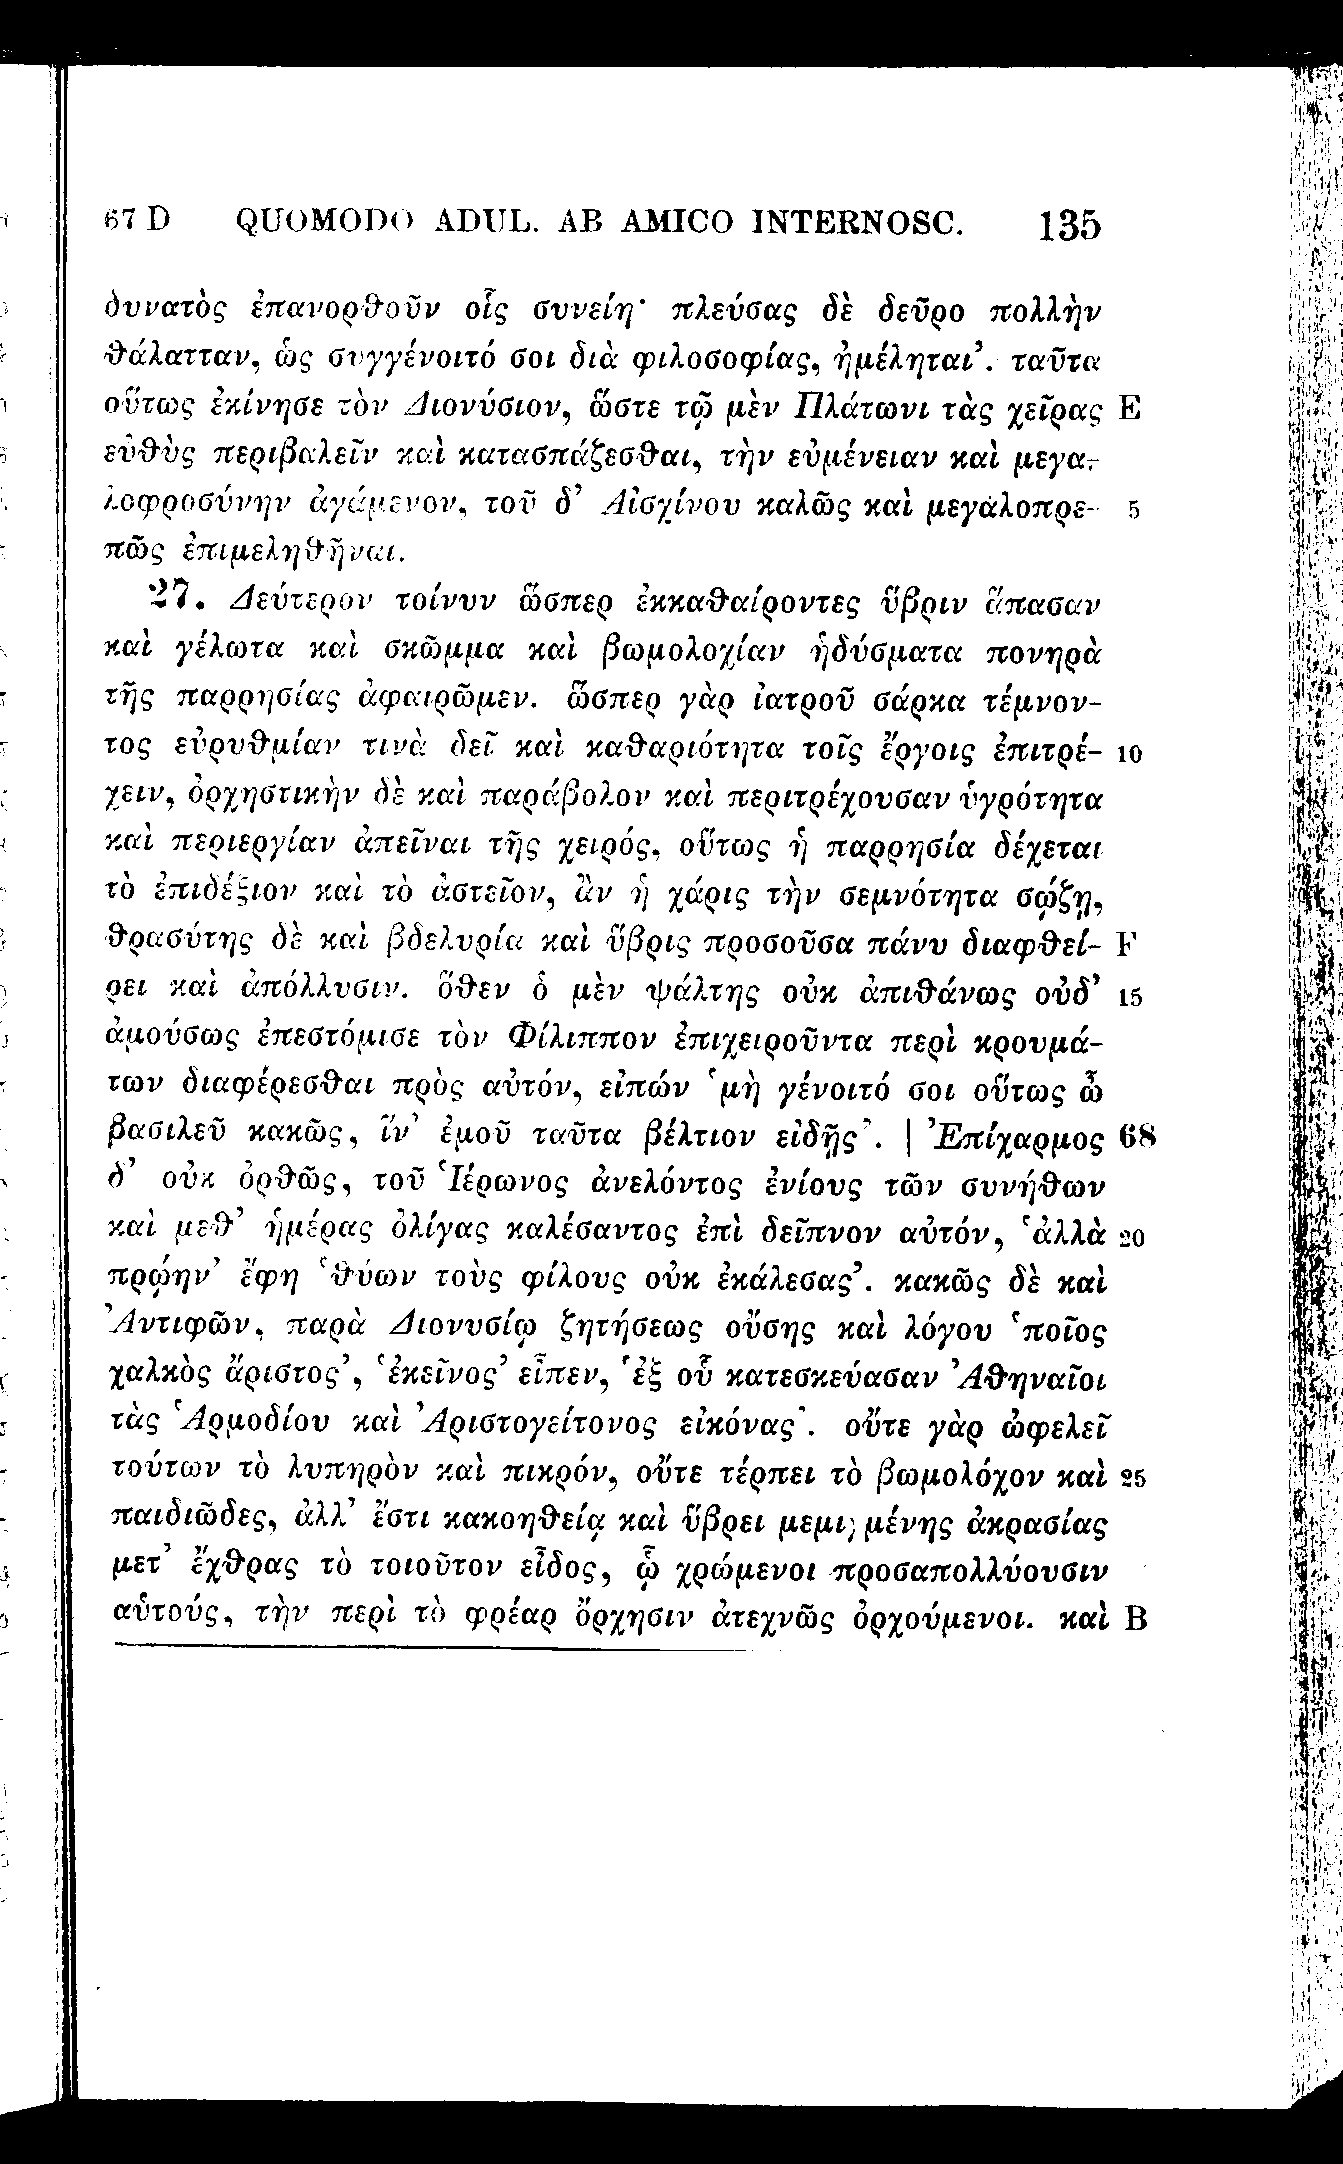 67 D QUOMODO ADUL. AB AMICO INTERNOSC. 135
δυνατὸς ἐπανορθοῦν οἷς συνείη· πλεύσας δὲ δεῦρο πολλὴν
θάλατταν, ὡς συγγένοιτό σοι διὰ φιλοσοφίας, ἠμέληται’. ταῦτα
οὕτως ἐκίνησε τὸν Διονύσιον, ὥστε τῷ μὲν Πλάτωνι τὰς χεῖρας E
εὐθὺς περιβαλεῖν καὶ κατασπάζεσθαι, τὴν εὐμένειαν καὶ μεγα-
λοφροσύνην ἀγάμενον, τοῦ δ’ Αἰσχίνου καλῶς καὶ μεγαλοπρε- 5
πῶς ἐπιμεληθῆναι.
27. Δεύτερον τοίνυν ὥσπερ ἐκκαθαίροντες ὕβριν ἅπασαν
καὶ γέλωτα καὶ σκῶμμα καὶ βωμολοχίαν ἡδύσματα πονηρὰ
τῆς παρρησίας ἀφαιρῶμεν. ὥσπερ γὰρ ἰατροῦ σάρκα τέμνον-
τος εὐρυθμίαν τινὰ δεῖ καὶ καθαριότητα τοῖς ἔργοις ἐπιτρέ- 10
χειν, ὀρχηστικὴν δὲ καὶ παράβολον καὶ περιτρέχουσαν ὑγρότητα
καὶ περιεργίαν ἀπεῖναι τῆς χειρός, οὕτως ἡ παρρησία δέχεται
τὸ ἐπιδέξιον καὶ τὸ ἀστεῖον, ἂν ἡ χάρις τὴν σεμνότητα σῴζῃ,
θρασύτης δὲ καὶ βδελυρία καὶ ὕβρις προσοῦσα πάνυ διαφθεί- F
ρει καὶ ἀπόλλυσιν. ὅθεν ὁ μὲν ψάλτης οὐκ ἀπιθάνως οὐδ’ 15
ἀμούσως ἐπεστόμισε τὸν Φίλιππον ἐπιχειροῦντα περὶ κρουμά-
των διαφέρεσθαι πρὸς αὐτόν, εἰπών ‘μὴ γένοιτό σοι οὕτως ὦ
βασιλεῦ κακῶς, ἵν’ ἐμοῦ ταῦτα βέλτιον εἰδῇς’. | Ἐπίχαρμος 68
δ’ οὐκ ὀρθῶς, τοῦ Ἱέρωνος ἀνελόντος ἐνίους τῶν συνήθων
καὶ μεθ’ ἡμέρας ὀλίγας καλέσαντος ἐπὶ δεῖπνον αὐτόν, ‘ἀλλὰ 20
πρῴην’ ἔφη ‘θύων τοὺς φίλους οὐκ ἐκάλεσας’. κακῶς δὲ καὶ
Ἀντιφῶν, παρὰ Διονυσίῳ ζητήσεως οὔσης καὶ λόγου ‘ποῖος
χαλκὸς ἄριστος’, ‘ἐκεῖνος’ εἶπεν, ‘ἐξ οὗ κατεσκεύασαν Ἀθηναῖοι
τὰς Ἁρμοδίου καὶ Ἀριστογείτονος εἰκόνας’. οὔτε γὰρ ὠφελεῖ
τούτων τὸ λυπηρὸν καὶ πικρόν, οὔτε τέρπει τὸ βωμολόχον καὶ 25
παιδιῶδες, ἀλλ’ ἔστι κακοηθείᾳ καὶ ὕβρει μεμιγμένης ἀκρασίας
μετ’ ἔχθρας τὸ τοιοῦτον εἶδος, ᾧ χρώμενοι προσαπολλύουσιν
αὑτούς, τὴν περὶ τὸ φρέαρ ὄρχησιν ἀτεχνῶς ὀρχούμενοι. καὶ B